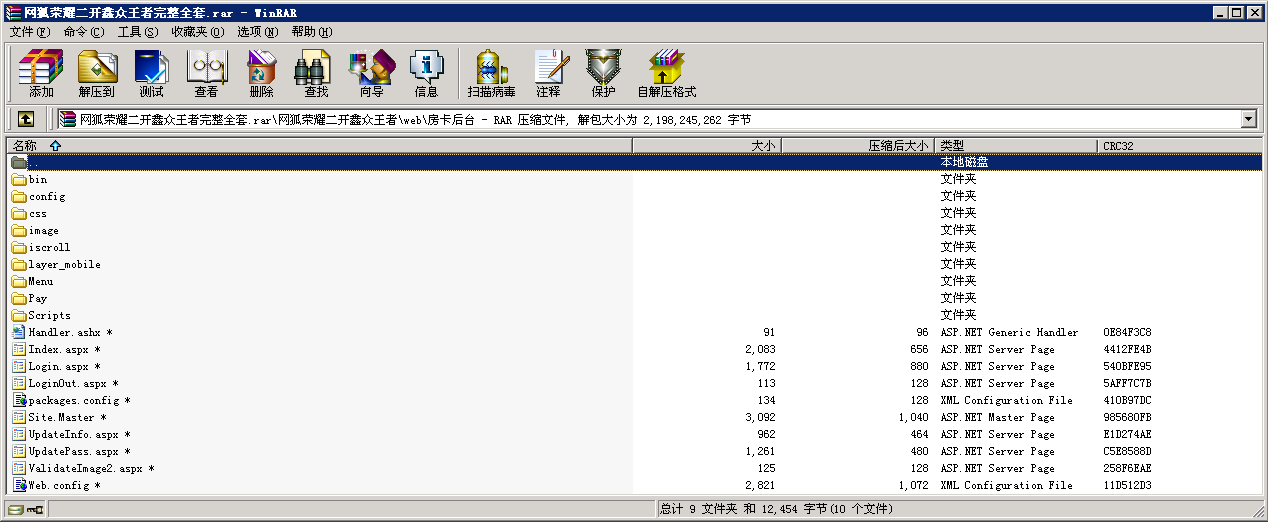 网狐荣耀二开鑫众王者完整全套.rar - WinRAR
文件(F) 命令(C) 工具(S) 收藏夹(O) 选项(N) 帮助(H)
添加 解压到 测试 查看 删除 查找 向导 信息 扫描病毒 注释 保护 自解压格式
网狐荣耀二开鑫众王者完整全套.rar\网狐荣耀二开鑫众王者\web\房卡后台 - RAR 压缩文件, 解包大小为 2,198,245,262 字节
名称 大小 压缩后大小 类型 CRC32
.. 本地磁盘
bin 文件夹
config 文件夹
css 文件夹
image 文件夹
iscroll 文件夹
layer_mobile 文件夹
Menu 文件夹
Pay 文件夹
Scripts 文件夹
Handler.ashx * 91 96 ASP.NET Generic Handler 0E84F3C8
Index.aspx * 2,083 656 ASP.NET Server Page 4412FE4B
Login.aspx * 1,772 880 ASP.NET Server Page 540BFE95
LoginOut.aspx * 113 128 ASP.NET Server Page 5AFF7C7B
packages.config * 134 128 XML Configuration File 410B97DC
Site.Master * 3,092 1,040 ASP.NET Master Page 985680FB
UpdateInfo.aspx * 962 464 ASP.NET Server Page E1D274AE
UpdatePass.aspx * 1,261 480 ASP.NET Server Page C5E8588D
ValidateImage2.aspx * 125 128 ASP.NET Server Page 258F6EAE
Web.config * 2,821 1,072 XML Configuration File 11D512D3
总计 9 文件夹 和 12,454 字节(10 个文件)